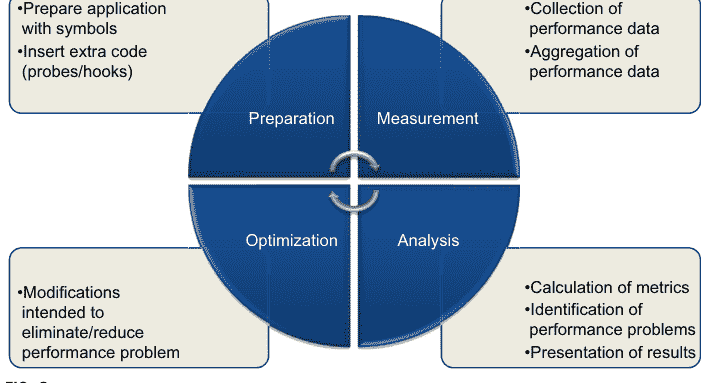 •Prepare application
with symbols
•Insert extra code
(probes/hooks)
•Collection of
performance data
•Aggregation of
performance data
Preparation
Measurement
Optimization
Analysis
•Modifications
intended to
eliminate/reduce
performance problem
•Calculation of metrics
•Identification of
performance problems
•Presentation of results